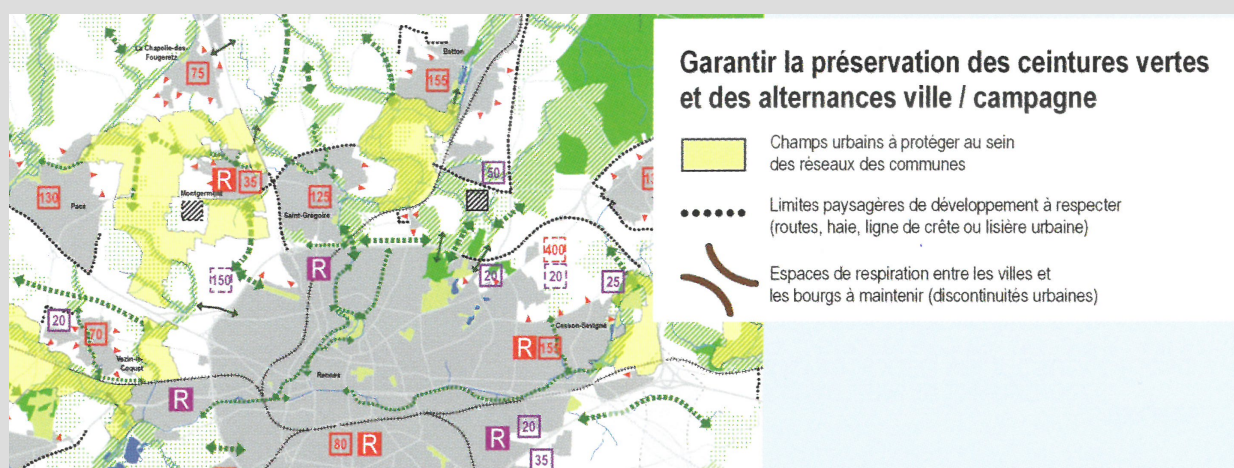 Garantir la préservation des ceintures vertes
et des alternances ville / campagne
Champs urbains à protéger au sein
des réseaux des communes
Limites paysagères de développement à respecter
(routes, haie, ligne de crête ou lisière urbaine)
Espaces de respiration entre les villes et
les bourgs à maintenir (discontinuités urbaines)
La Chapelle-des-
Fougeretz
75
Betton
155
130
Pacé
Montgermont
R
35
125
Saint-Grégoire
50
150
R
20
400
20
25
20
70
Vezin-le-
Coquet
R
Rennes
Cesson-Sévigné
R
155
80
R
R
20
35